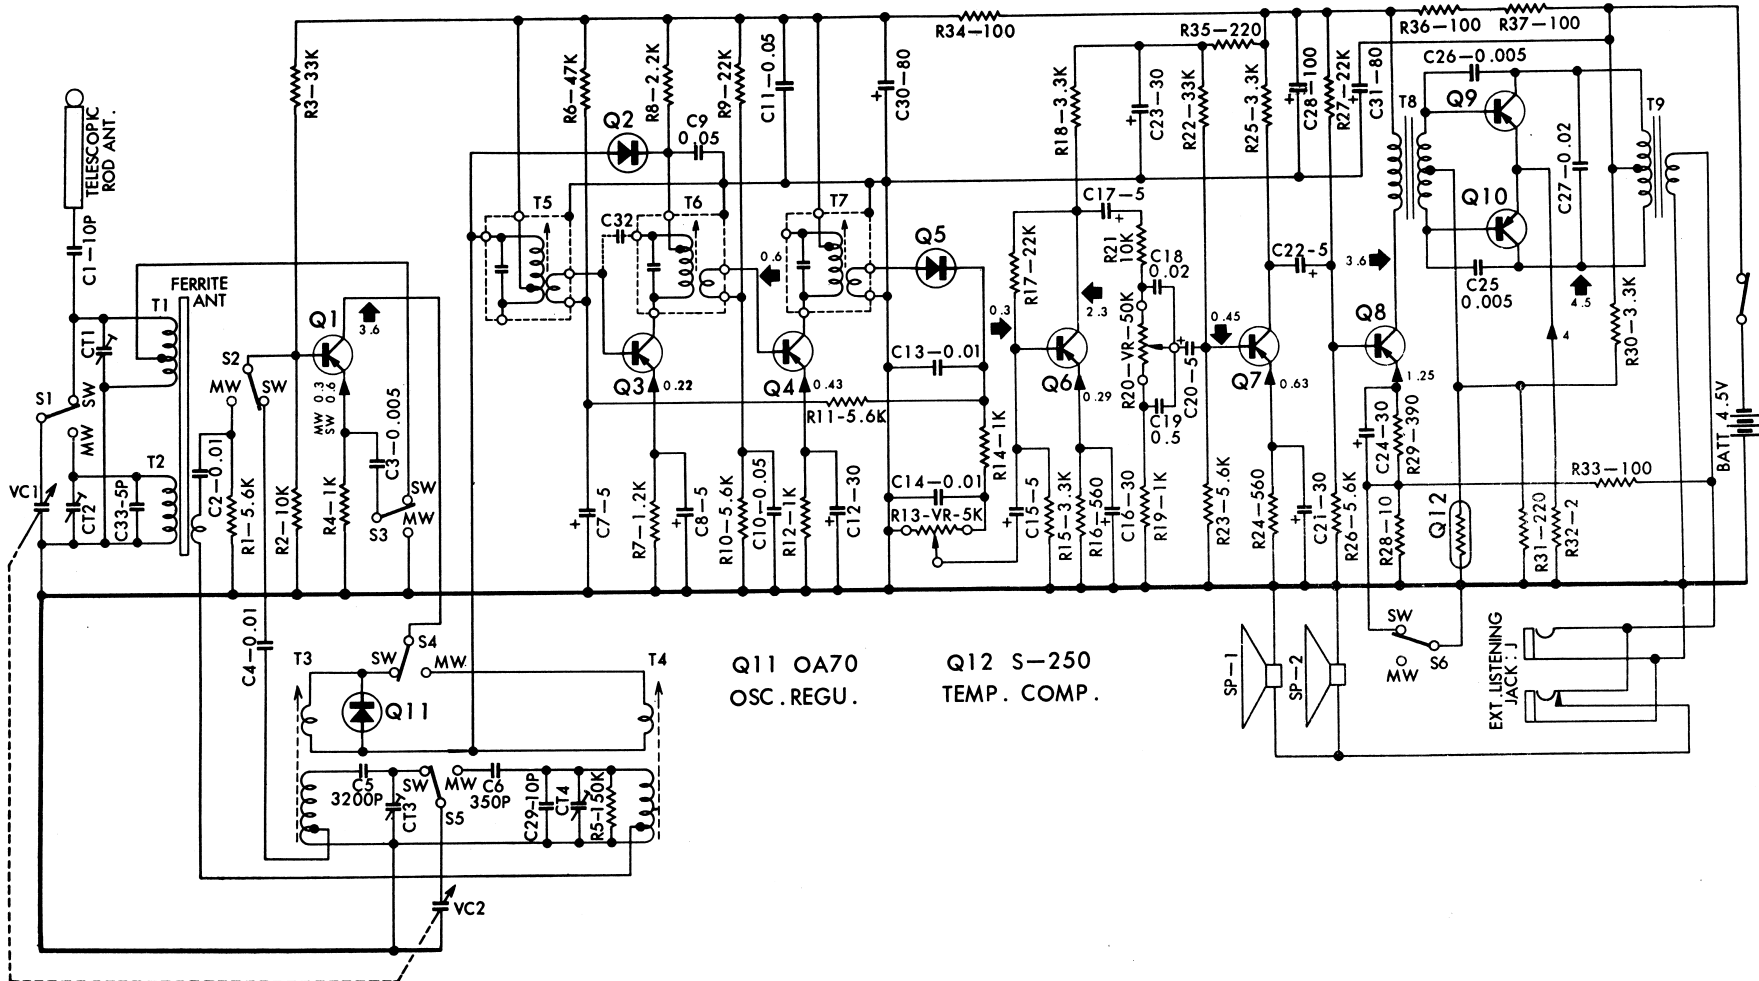 TELESCOPIC
ROD ANT.
C1–10P
FERRITE
ANT
T1
CT1
S1
SW
MW
VC1
CT2
C33–5P
T2
C2–0.01
S2
MW
SW
R1–5.6K
R2–10K
R3–33K
Q1
3.6
MW 0.3
SW 0.6
R4–1K
C3–0.005
SW
MW
S3
C4–0.01
R6–47K
Q2
R8–2.2K
C9
0.05
R9–22K
C11–0.05
C30–80
R34–100
T5
C32
T6
T7
0.6
Q5
Q3
0.22
Q4
0.43
R11–5.6K
C7–5
R7–1.2K
C8–5
R10–5.6K
C10–0.05
R12–1K
C12–30
C13–0.01
R14–1K
C14–0.01
R13–VR–5K
R18–3.3K
C23–30
R35–220
R22–33K
R25–3.3K
C28–100
R27–22K
C31–80
C17–5
R17–22K
R21
10K
C18
0.02
0.3
2.3
Q6
0.29
R20–VR–50K
C19
0.5
C20–5
0.45
Q7
0.63
C22–5
C15–5
R15–3.3K
R16–560
C16–30
R19–1K
R23–5.6K
R24–560
C21–30
R26–5.6K
3.6
Q8
1.25
C24–30
R29–390
R28–10
Q12
R36–100
R37–100
C26–0.005
T8
Q9
Q10
C25
0.005
C27–0.02
4.5
4
T9
R30–3.3K
R33–100
R31–220
R32–2
BATT 4.5V
T3
SW
S4
MW
T4
Q11
C5
3200P
CT3
SW
S5
MW
C6
350P
C29–10P
CT4
R5–150K
VC2
Q11 OA70
OSC. REGU.
Q12 S–250
TEMP. COMP.
SP–1
SP–2
SW
MW
S6
EXT. LISTENING
JACK : J